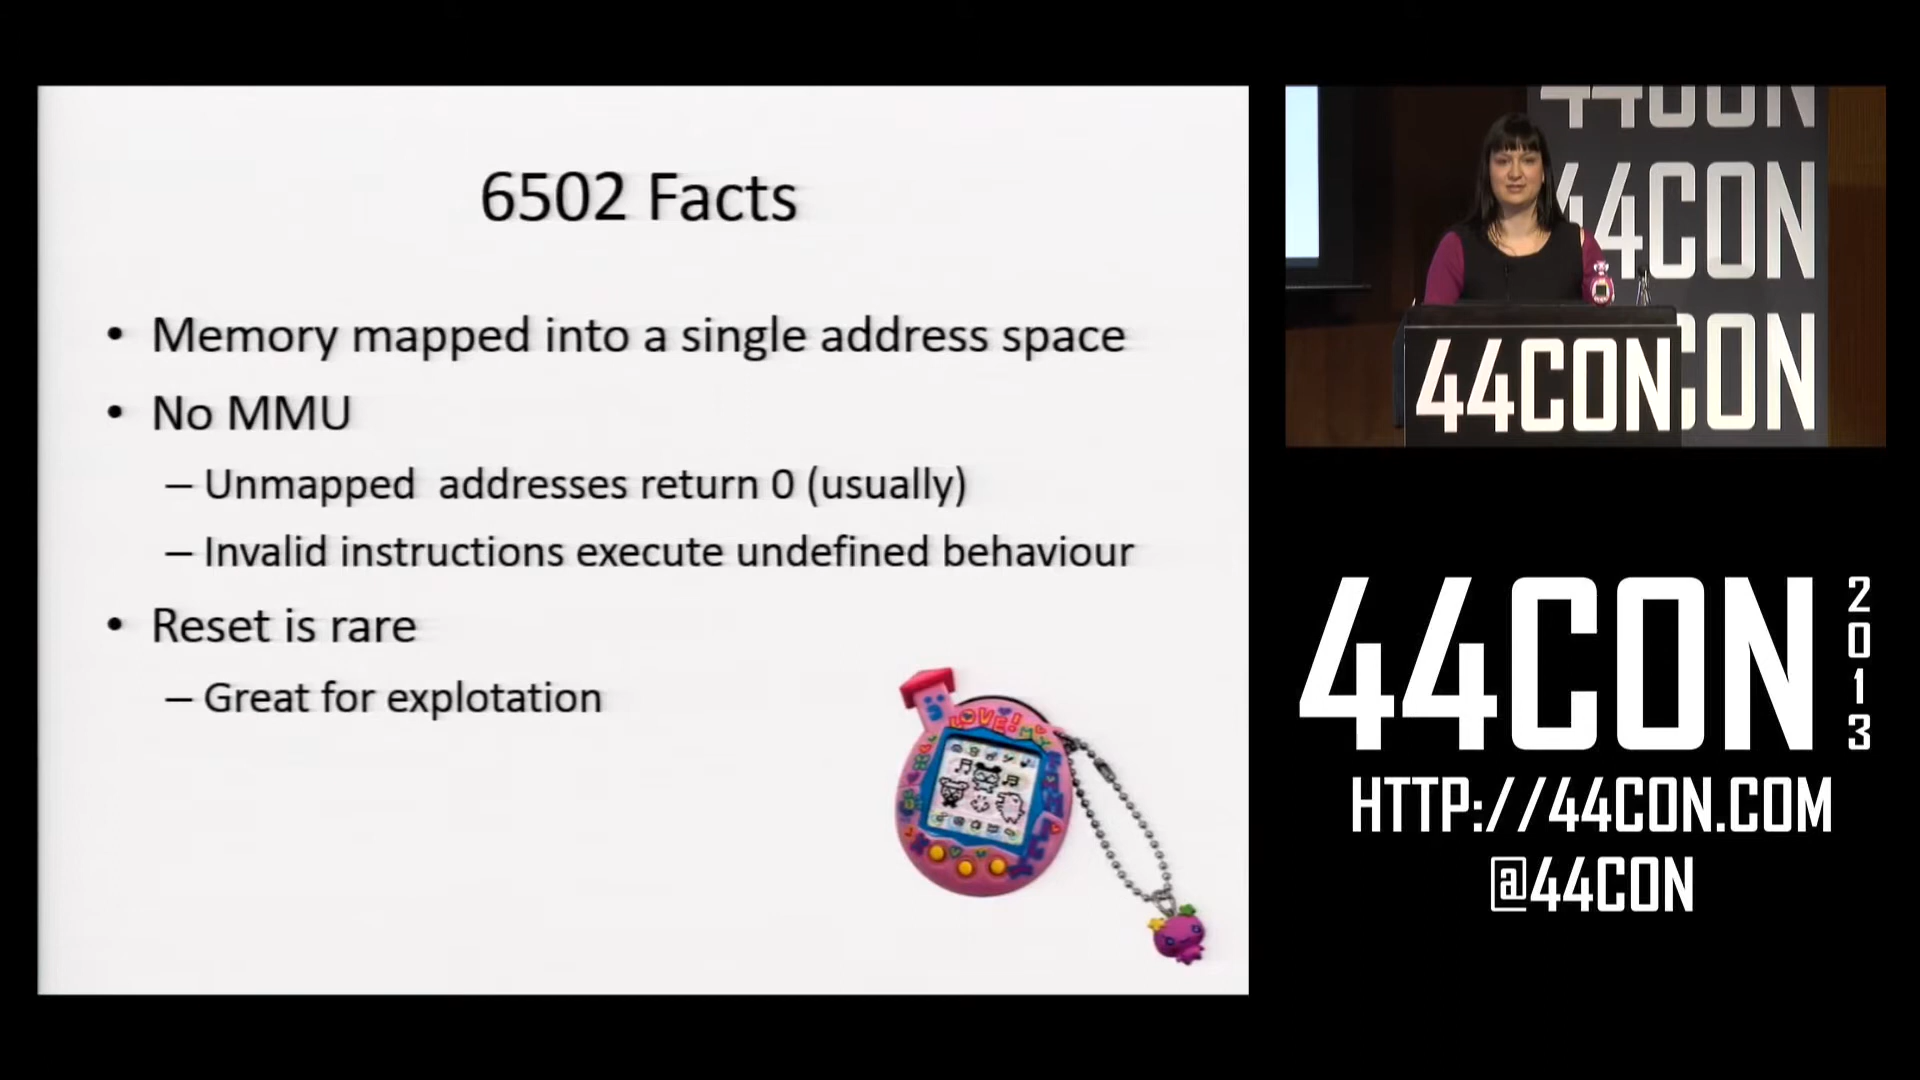 6502 Facts
• Memory mapped into a single address space
• No MMU
– Unmapped addresses return 0 (usually)
– Invalid instructions execute undefined behaviour
• Reset is rare
– Great for explotation
LOVE!
44CON
44CON
44CON
44CON
44CON
2013
HTTP://44CON.COM
@44CON